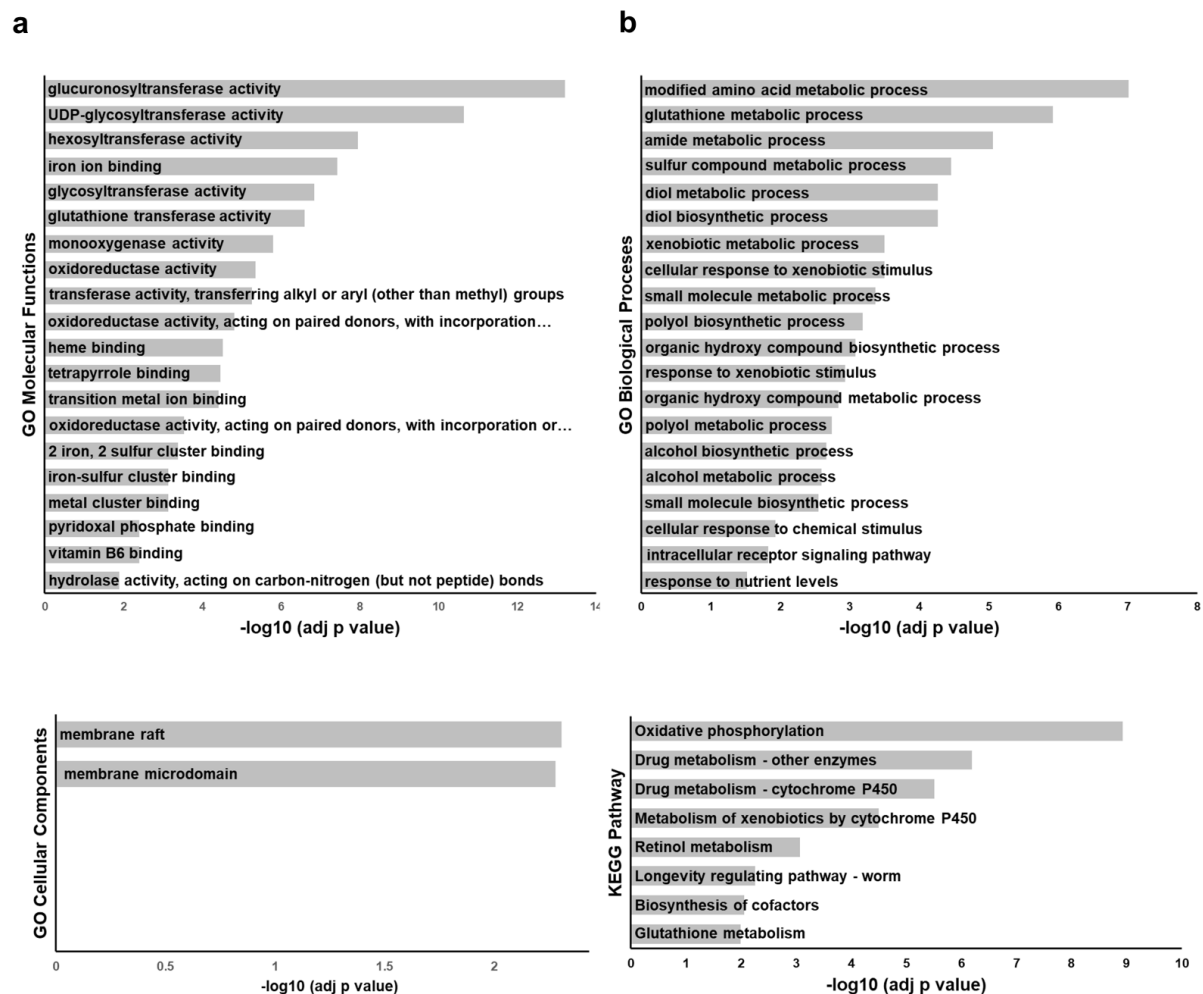 a
GO Molecular Functions
glucuronosyltransferase activity
UDP-glycosyltransferase activity
hexosyltransferase activity
iron ion binding
glycosyltransferase activity
glutathione transferase activity
monooxygenase activity
oxidoreductase activity
transferase activity, transferring alkyl or aryl (other than methyl) groups
oxidoreductase activity, acting on paired donors, with incorporation…
heme binding
tetrapyrrole binding
transition metal ion binding
oxidoreductase activity, acting on paired donors, with incorporation or…
2 iron, 2 sulfur cluster binding
iron-sulfur cluster binding
metal cluster binding
pyridoxal phosphate binding
vitamin B6 binding
hydrolase activity, acting on carbon-nitrogen (but not peptide) bonds
0 2 4 6 8 10 12 14
-log10 (adj p value)
b
GO Biological Proceses
modified amino acid metabolic process
glutathione metabolic process
amide metabolic process
sulfur compound metabolic process
diol metabolic process
diol biosynthetic process
xenobiotic metabolic process
cellular response to xenobiotic stimulus
small molecule metabolic process
polyol biosynthetic process
organic hydroxy compound biosynthetic process
response to xenobiotic stimulus
organic hydroxy compound metabolic process
polyol metabolic process
alcohol biosynthetic process
alcohol metabolic process
small molecule biosynthetic process
cellular response to chemical stimulus
intracellular receptor signaling pathway
response to nutrient levels
0 1 2 3 4 5 6 7 8
-log10 (adj p value)
GO Cellular Components
membrane raft
membrane microdomain
0 0.5 1 1.5 2
-log10 (adj p value)
KEGG Pathway
Oxidative phosphorylation
Drug metabolism - other enzymes
Drug metabolism - cytochrome P450
Metabolism of xenobiotics by cytochrome P450
Retinol metabolism
Longevity regulating pathway - worm
Biosynthesis of cofactors
Glutathione metabolism
0 1 2 3 4 5 6 7 8 9 10
-log10 (adj p value)